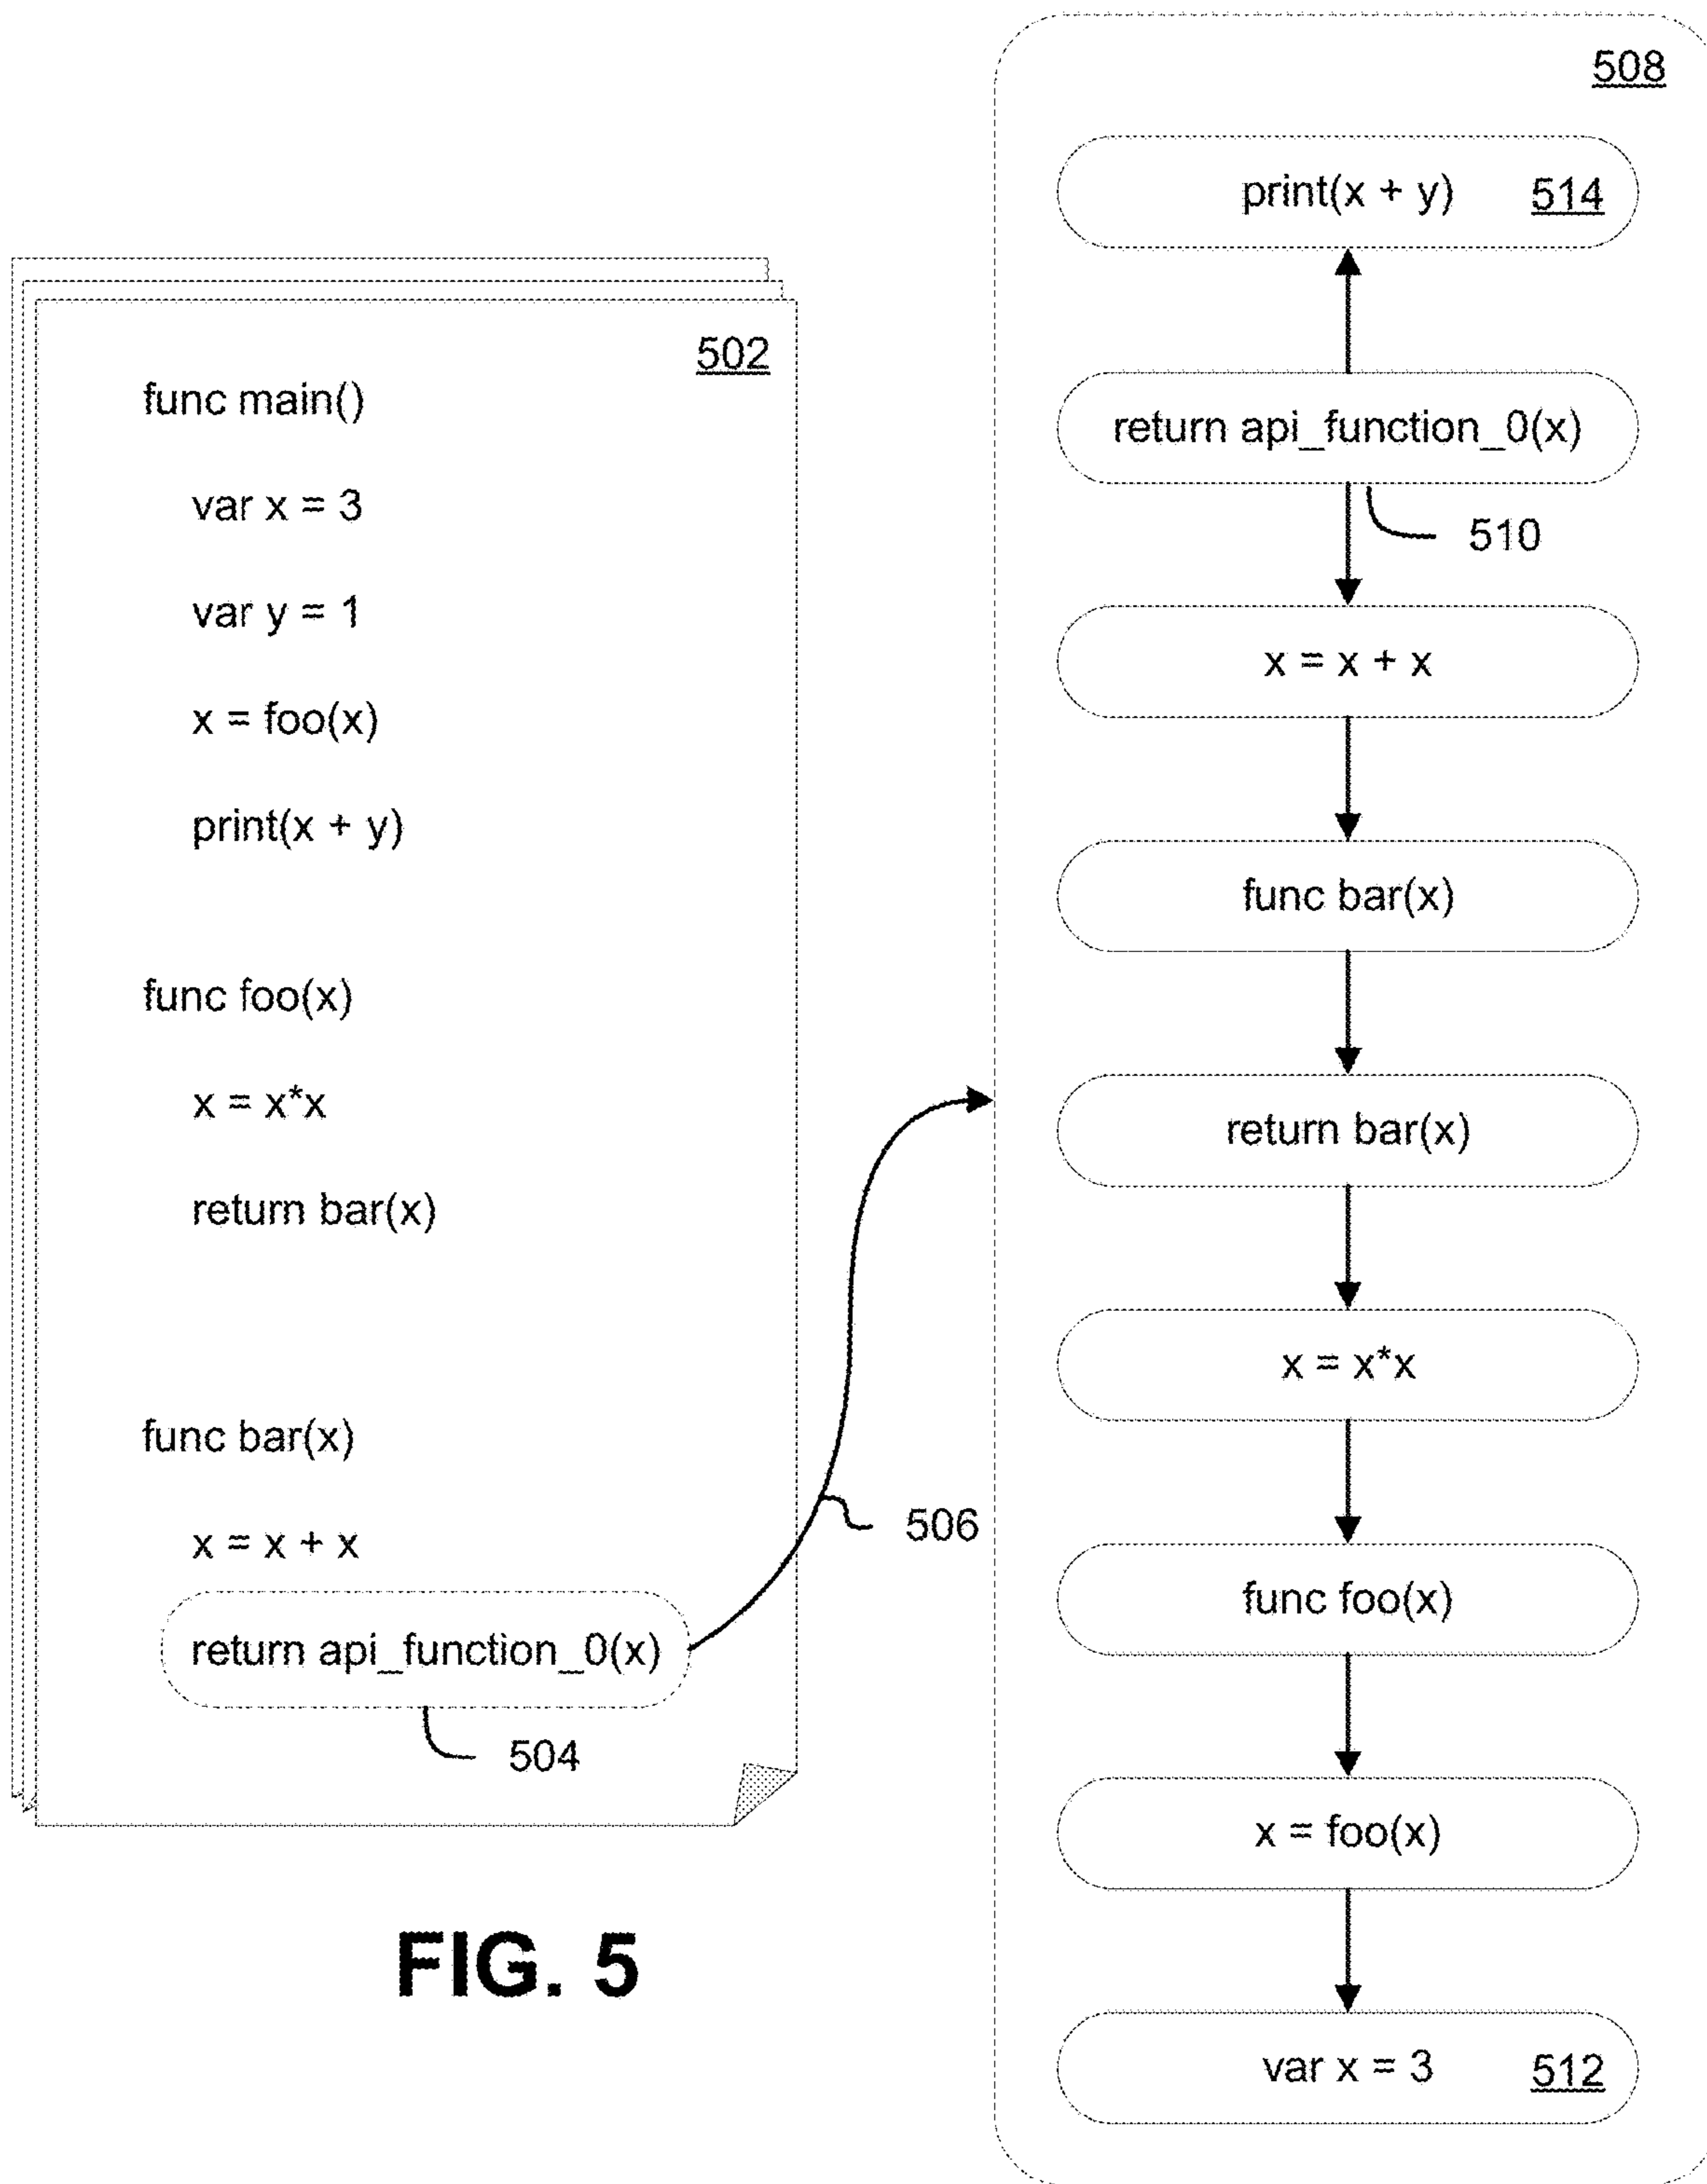 502
func main()
var x = 3
var y = 1
x = foo(x)
print(x + y)
func foo(x)
x = x*x
return bar(x)
func bar(x)
x = x + x
return api_function_0(x)
504
506
FIG. 5
508
print(x + y) 514
return api_function_0(x)
510
x = x + x
func bar(x)
return bar(x)
x = x*x
func foo(x)
x = foo(x)
var x = 3 512